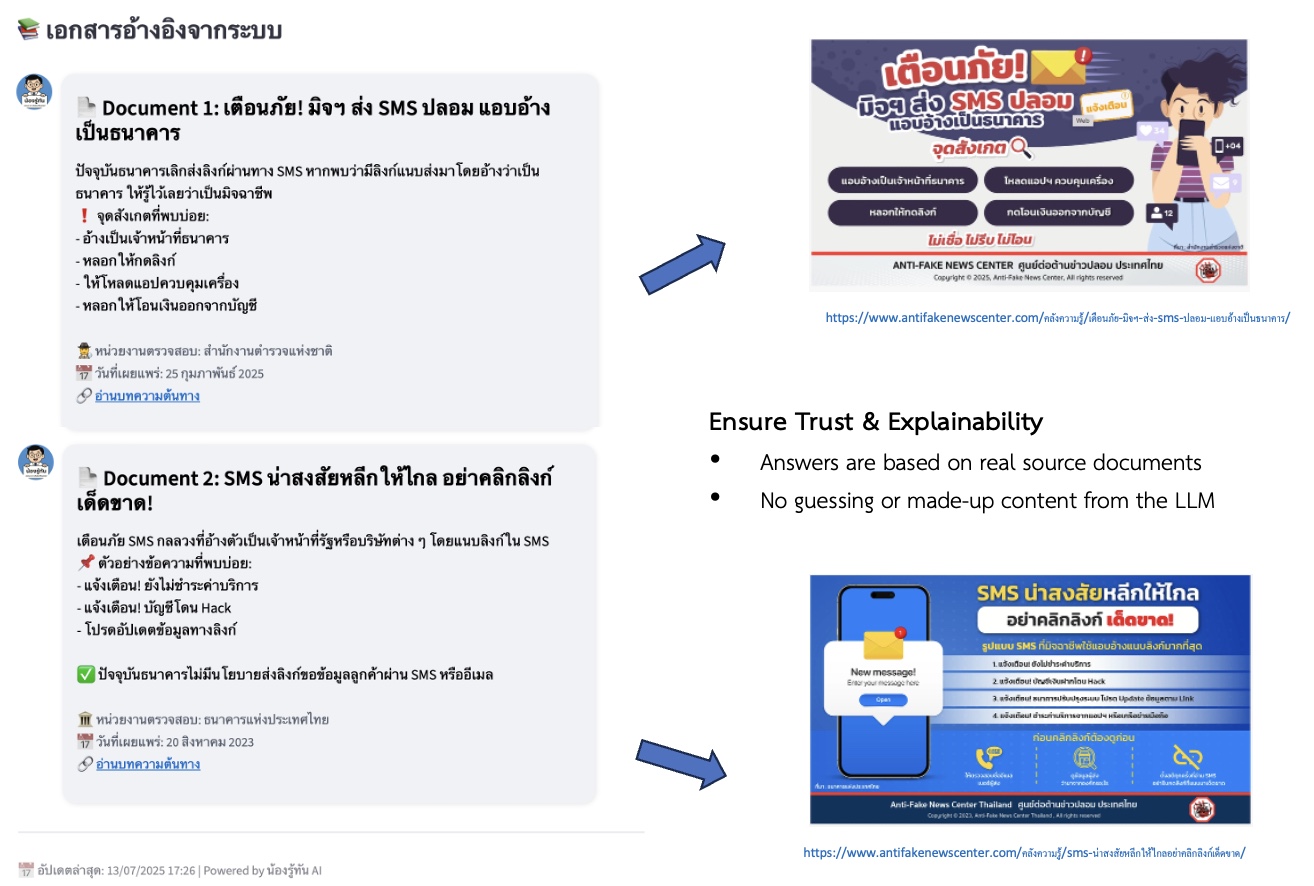 📚 เอกสารอ้างอิงจากระบบ
น้องรู้ทัน
📄 Document 1: เตือนภัย! มิจฯ ส่ง SMS ปลอม แอบอ้าง
เป็นธนาคาร
ปัจจุบันธนาคารเลิกส่งลิงก์ผ่านทาง SMS หากพบว่ามีลิงก์แนบส่งมาโดยอ้างว่าเป็น
ธนาคาร ให้รู้ไว้เลยว่าเป็นมิจฉาชีพ
❗ จุดสังเกตที่พบบ่อย:
- อ้างเป็นเจ้าหน้าที่ธนาคาร
- หลอกให้กดลิงก์
- ให้โหลดแอปควบคุมเครื่อง
- หลอกให้โอนเงินออกจากบัญชี
🕵️ หน่วยงานตรวจสอบ: สำนักงานตำรวจแห่งชาติ
📅 วันที่เผยแพร่: 25 กุมภาพันธ์ 2025
🔗 อ่านบทความต้นทาง
น้องรู้ทัน
📄 Document 2: SMS น่าสงสัยหลีกให้ไกล อย่าคลิกลิงก์
เด็ดขาด!
เตือนภัย SMS กลลวงที่อ้างตัวเป็นเจ้าหน้าที่รัฐหรือบริษัทต่าง ๆ โดยแนบลิงก์ใน SMS
📌 ตัวอย่างข้อความที่พบบ่อย:
- แจ้งเตือน! ยังไม่ชำระค่าบริการ
- แจ้งเตือน! บัญชีโดน Hack
- โปรดอัปเดตข้อมูลทางลิงก์
✅ ปัจจุบันธนาคารไม่มีนโยบายส่งลิงก์ขอข้อมูลลูกค้าผ่าน SMS หรืออีเมล
🏛️ หน่วยงานตรวจสอบ: ธนาคารแห่งประเทศไทย
📅 วันที่เผยแพร่: 20 สิงหาคม 2023
🔗 อ่านบทความต้นทาง
📅 อัปเดตล่าสุด: 13/07/2025 17:26 | Powered by น้องรู้ทัน AI
เตือนภัย!
มิจฯ ส่ง SMS ปลอม
แอบอ้างเป็นธนาคาร
แจ้งเตือน
Web
จุดสังเกต
แอบอ้างเป็นเจ้าหน้าที่ธนาคาร
โหลดแอปฯ ควบคุมเครื่อง
หลอกให้กดลิงก์
กดโอนเงินออกจากบัญชี
ไม่เชื่อ ไม่รีบ ไม่โอน
34
+04
9
12
ที่มา : สำนักงานตำรวจแห่งชาติ
ANTI-FAKE NEWS CENTER ศูนย์ต่อต้านข่าวปลอม ประเทศไทย
Copyright © 2025, Anti-Fake News Center, All rights reserved
https://www.antifakenewscenter.com/คลังความรู้/เตือนภัย-มิจฯ-ส่ง-sms-ปลอม-แอบอ้างเป็นธนาคาร/
Ensure Trust & Explainability
• Answers are based on real source documents
• No guessing or made-up content from the LLM
SMS น่าสงสัยหลีกให้ไกล
อย่าคลิกลิงก์ เด็ดขาด!
รูปแบบ SMS ที่มิจฉาชีพใช้แอบอ้างแนบลิงก์มากที่สุด
1. แจ้งเตือน! ยังไม่ชำระค่าบริการ
2. แจ้งเตือน! บัญชีเงินฝากโดน Hack
3. แจ้งเตือน! ธนาคารปรับปรุงระบบ โปรด Update ข้อมูลตาม Link
New message!
Enter your message here
Open
ก่อนคลิกลิงก์ต้องดูก่อน
ที่มา : ธนาคารแห่งประเทศไทย
Anti-Fake News Center Thailand ศูนย์ต่อต้านข่าวปลอม ประเทศไทย
Copyright © 2023, Anti-Fake News Center Thailand , All rights reserved
https://www.antifakenewscenter.com/คลังความรู้/sms-น่าสงสัยหลีกให้ไกลอย่าคลิกลิงก์เด็ดขาด/